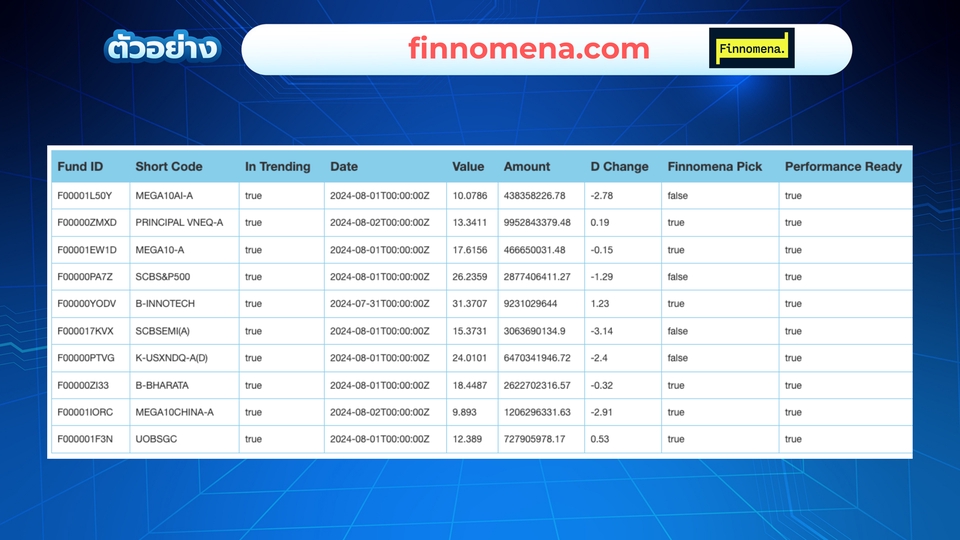 ตัวอย่าง
finnomena.com
Finnomena.
Fund ID Short Code In Trending Date Value Amount D Change Finnomena Pick Performance Ready
F00001L50Y MEGA10AI-A true 2024-08-01T00:00:00Z 10.0786 438358226.78 -2.78 false true
F00000ZMXD PRINCIPAL VNEQ-A true 2024-08-02T00:00:00Z 13.3411 9952843379.48 0.19 true true
F00001EW1D MEGA10-A true 2024-08-01T00:00:00Z 17.6156 466650031.48 -0.15 true true
F00000PA7Z SCBS&P500 true 2024-08-01T00:00:00Z 26.2359 2877406411.27 -1.29 false true
F00000YODV B-INNOTECH true 2024-07-31T00:00:00Z 31.3707 9231029644 1.23 true true
F000017KVX SCBSEMI(A) true 2024-08-01T00:00:00Z 15.3731 3063690134.9 -3.14 false true
F00000PTVG K-USXNDQ-A(D) true 2024-08-01T00:00:00Z 24.0101 6470341946.72 -2.4 false true
F00000ZI33 B-BHARATA true 2024-08-01T00:00:00Z 18.4487 2622702316.57 -0.32 true true
F00001IORC MEGA10CHINA-A true 2024-08-02T00:00:00Z 9.893 1206296331.63 -2.91 true true
F000001F3N UOBSGC true 2024-08-01T00:00:00Z 12.389 727905978.17 0.53 true true